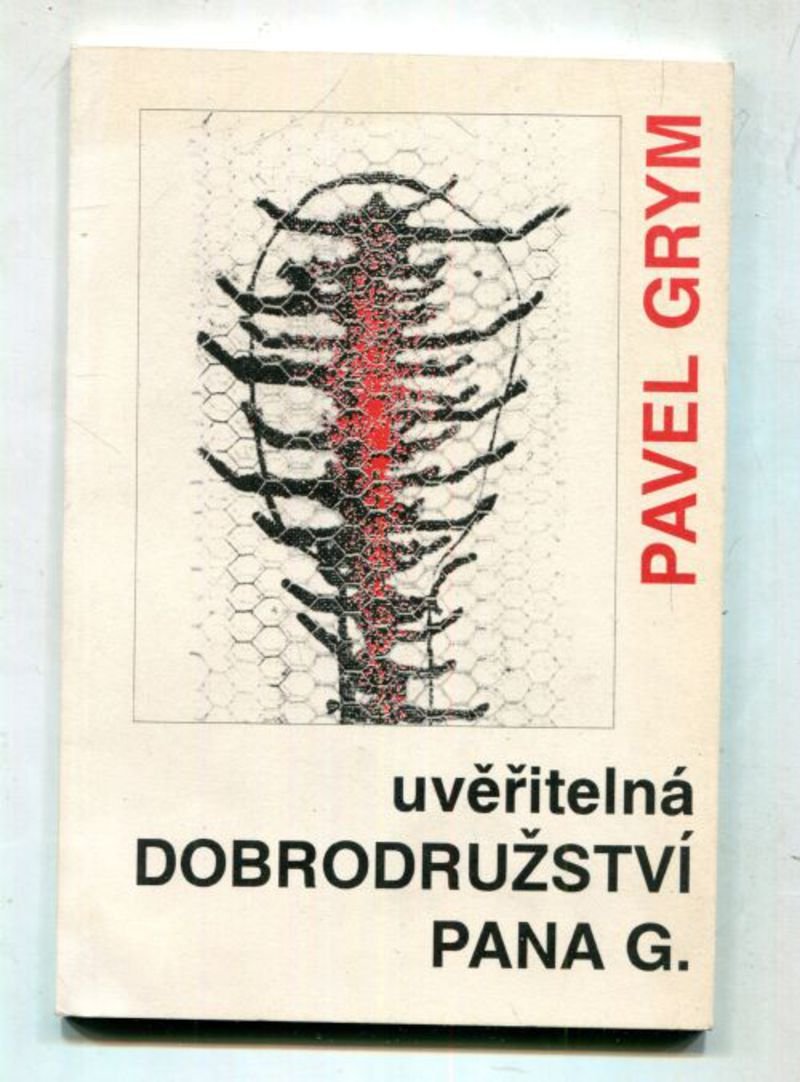 PAVEL GRYM
uvěřitelná
DOBRODRUŽSTVÍ
PANA G.